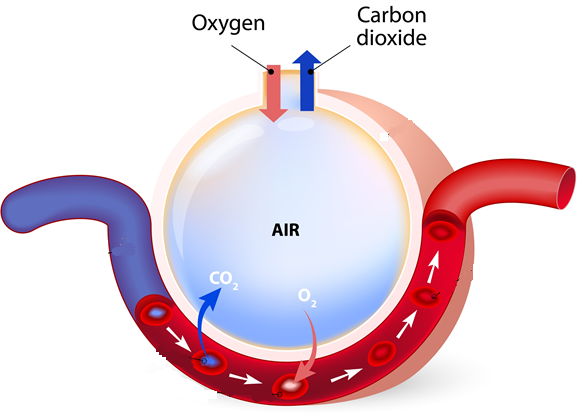 Oxygen
Carbon
dioxide
AIR
CO₂
O₂